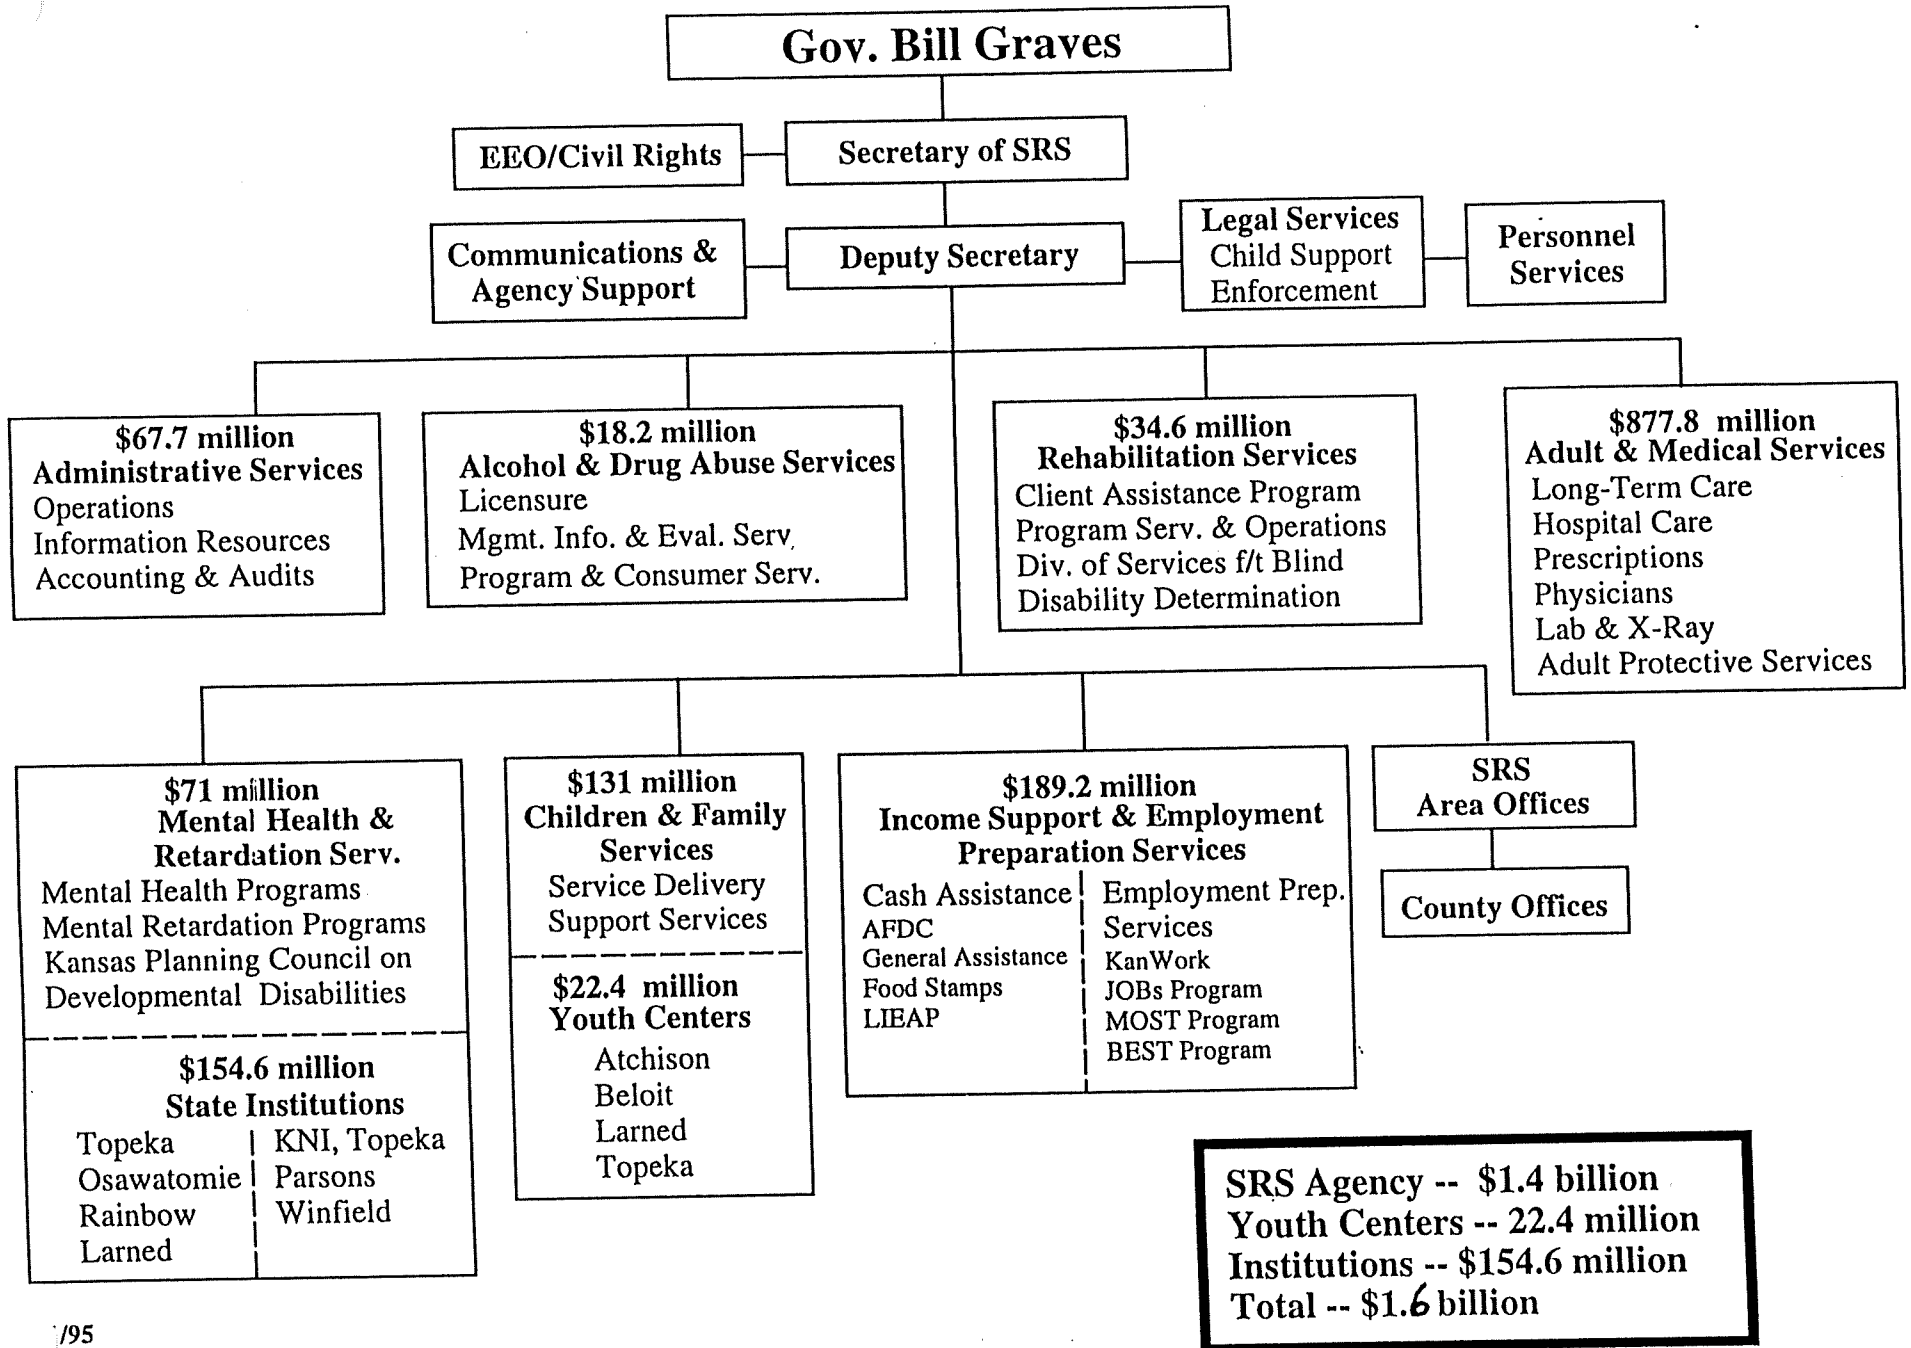 Gov. Bill Graves
EEO/Civil Rights
Secretary of SRS
Communications &
Agency Support
Deputy Secretary
Legal Services
Child Support
Enforcement
Personnel
Services
$67.7 million
Administrative Services
Operations
Information Resources
Accounting & Audits
$18.2 million
Alcohol & Drug Abuse Services
Licensure
Mgmt. Info. & Eval. Serv.
Program & Consumer Serv.
$34.6 million
Rehabilitation Services
Client Assistance Program
Program Serv. & Operations
Div. of Services f/t Blind
Disability Determination
$877.8 million
Adult & Medical Services
Long-Term Care
Hospital Care
Prescriptions
Physicians
Lab & X-Ray
Adult Protective Services
$71 million
Mental Health &
Retardation Serv.
Mental Health Programs
Mental Retardation Programs
Kansas Planning Council on
Developmental Disabilities
$154.6 million
State Institutions
Topeka
Osawatomie
Rainbow
Larned
KNI, Topeka
Parsons
Winfield
$131 million
Children & Family
Services
Service Delivery
Support Services
$22.4 million
Youth Centers
Atchison
Beloit
Larned
Topeka
$189.2 million
Income Support & Employment
Preparation Services
Cash Assistance
AFDC
General Assistance
Food Stamps
LIEAP
Employment Prep.
Services
KanWork
JOBs Program
MOST Program
BEST Program
SRS
Area Offices
County Offices
SRS Agency -- $1.4 billion
Youth Centers -- 22.4 million
Institutions -- $154.6 million
Total -- $1.6 billion
/95